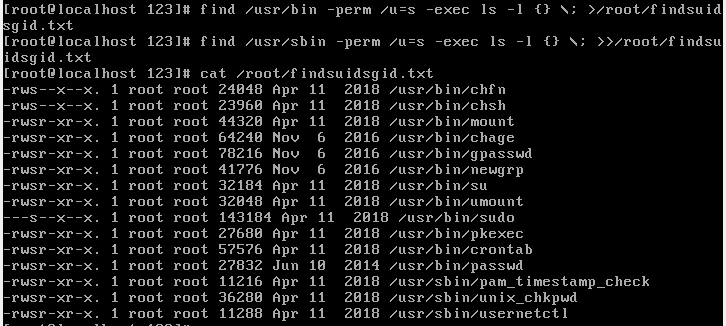 [root@localhost 123]# find /usr/bin -perm /u=s -exec ls -l {} \; >/root/findsuid
sgid.txt
[root@localhost 123]# find /usr/sbin -perm /u=s -exec ls -l {} \; >>/root/findsu
idsgid.txt
[root@localhost 123]# cat /root/findsuidsgid.txt
-rws--x--x. 1 root root 24048 Apr 11  2018 /usr/bin/chfn
-rws--x--x. 1 root root 23960 Apr 11  2018 /usr/bin/chsh
-rwsr-xr-x. 1 root root 44320 Apr 11  2018 /usr/bin/mount
-rwsr-xr-x. 1 root root 64240 Nov  6  2016 /usr/bin/chage
-rwsr-xr-x. 1 root root 78216 Nov  6  2016 /usr/bin/gpasswd
-rwsr-xr-x. 1 root root 41776 Nov  6  2016 /usr/bin/newgrp
-rwsr-xr-x. 1 root root 32184 Apr 11  2018 /usr/bin/su
-rwsr-xr-x. 1 root root 32048 Apr 11  2018 /usr/bin/umount
---s--x--x. 1 root root 143184 Apr 11  2018 /usr/bin/sudo
-rwsr-xr-x. 1 root root 27680 Apr 11  2018 /usr/bin/pkexec
-rwsr-xr-x. 1 root root 57576 Apr 11  2018 /usr/bin/crontab
-rwsr-xr-x. 1 root root 27832 Jun 10  2014 /usr/bin/passwd
-rwsr-xr-x. 1 root root 11216 Apr 11  2018 /usr/sbin/pam_timestamp_check
-rwsr-xr-x. 1 root root 36280 Apr 11  2018 /usr/sbin/unix_chkpwd
-rwsr-xr-x. 1 root root 11288 Apr 11  2018 /usr/sbin/usernetctl